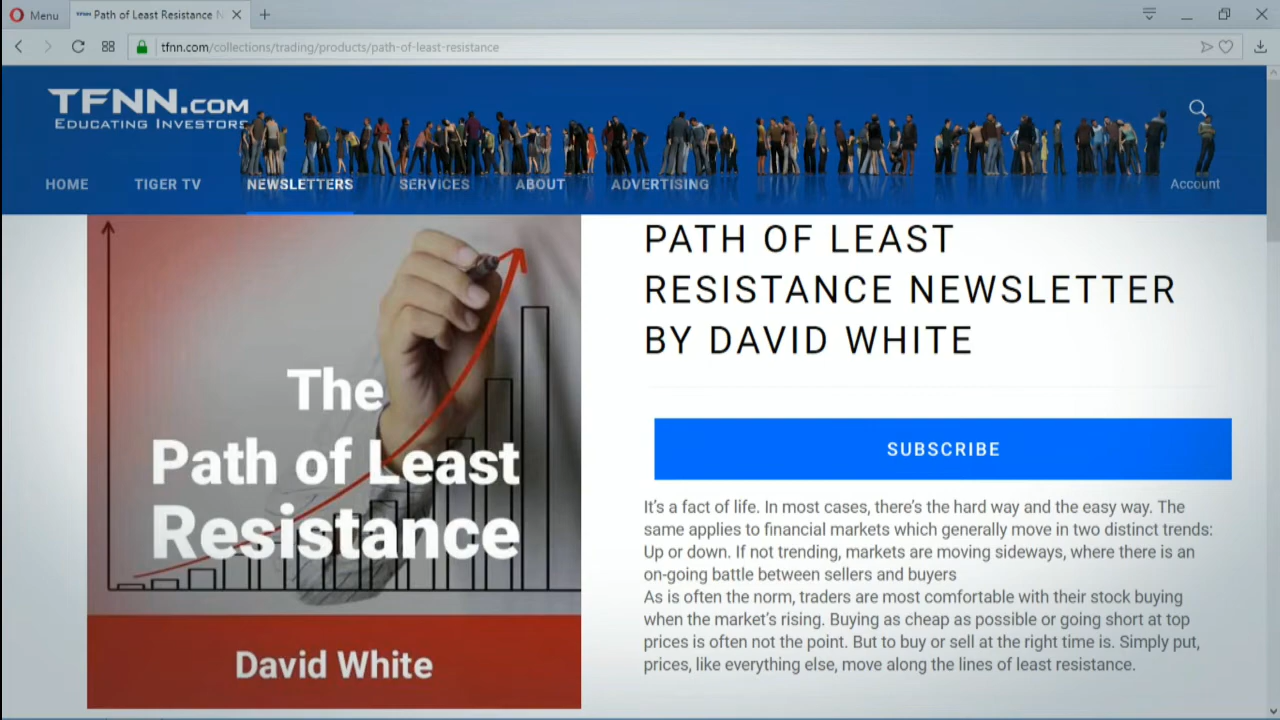 Menu
Path of Least Resistance N
tfnn.com/collections/trading/products/path-of-least-resistance
TFNN.COM
EDUCATING INVESTORS
HOME
TIGER TV
NEWSLETTERS
SERVICES
ABOUT
ADVERTISING
Account
The
Path of Least
Resistance
David White
PATH OF LEAST
RESISTANCE NEWSLETTER
BY DAVID WHITE
SUBSCRIBE
It's a fact of life. In most cases, there's the hard way and the easy way. The
same applies to financial markets which generally move in two distinct trends:
Up or down. If not trending, markets are moving sideways, where there is an
on-going battle between sellers and buyers
As is often the norm, traders are most comfortable with their stock buying
when the market's rising. Buying as cheap as possible or going short at top
prices is often not the point. But to buy or sell at the right time is. Simply put,
prices, like everything else, move along the lines of least resistance.